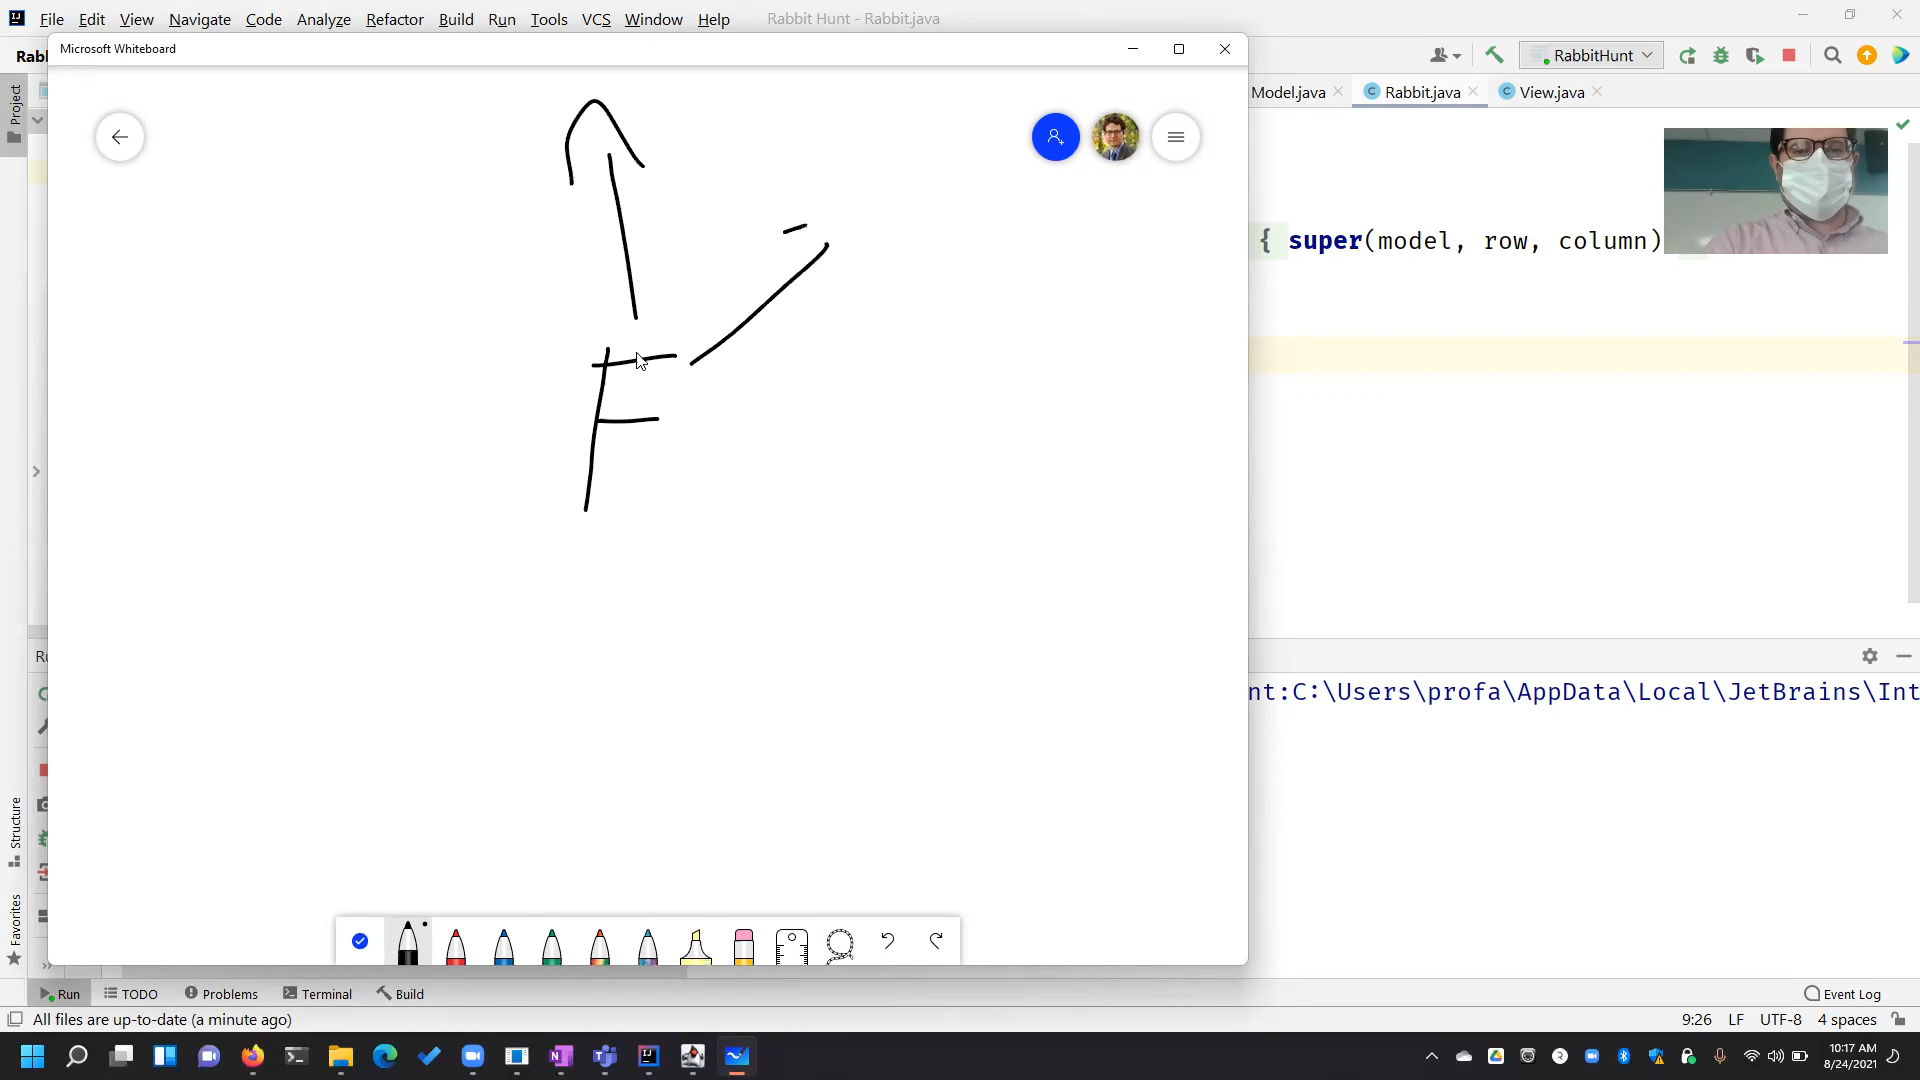 File Edit View Navigate Code Analyze Refactor Build Run Tools VCS Window Help Rabbit Hunt - Rabbit.java
Microsoft Whiteboard
RabbitHunt
Model.java Rabbit.java View.java
Project
{ super(model, row, column)
F
nt:C:\Users\profa\AppData\Local\JetBrains\Int
Structure
Favorites
Run TODO Problems Terminal Build Event Log
All files are up-to-date (a minute ago) 9:26 LF UTF-8 4 spaces
10:17 AM
8/24/2021